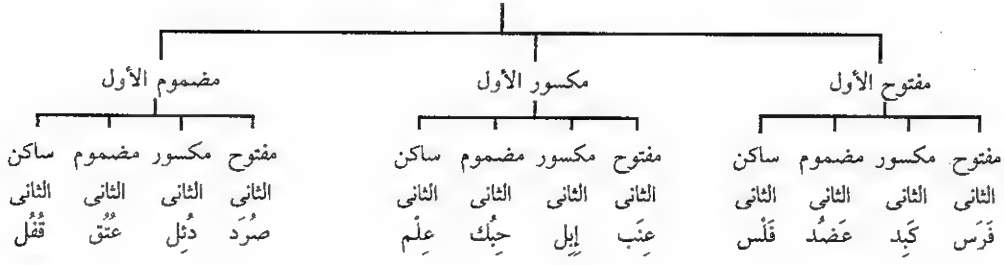 مفتوح الأول مكسور الأول مضموم الأول
مفتوح مكسور مضموم ساكن مفتوح مكسور مضموم ساكن مفتوح مكسور مضموم ساكن
الثانى الثانى الثانى الثانى الثانى الثانى الثانى الثانى الثانى الثانى الثانى الثانى
فَرَس كَبِد عَضُد قَلْس عِنَب إِبِل حِبُك عِلْم صُرَد دُئِل عُنُق قُفُل